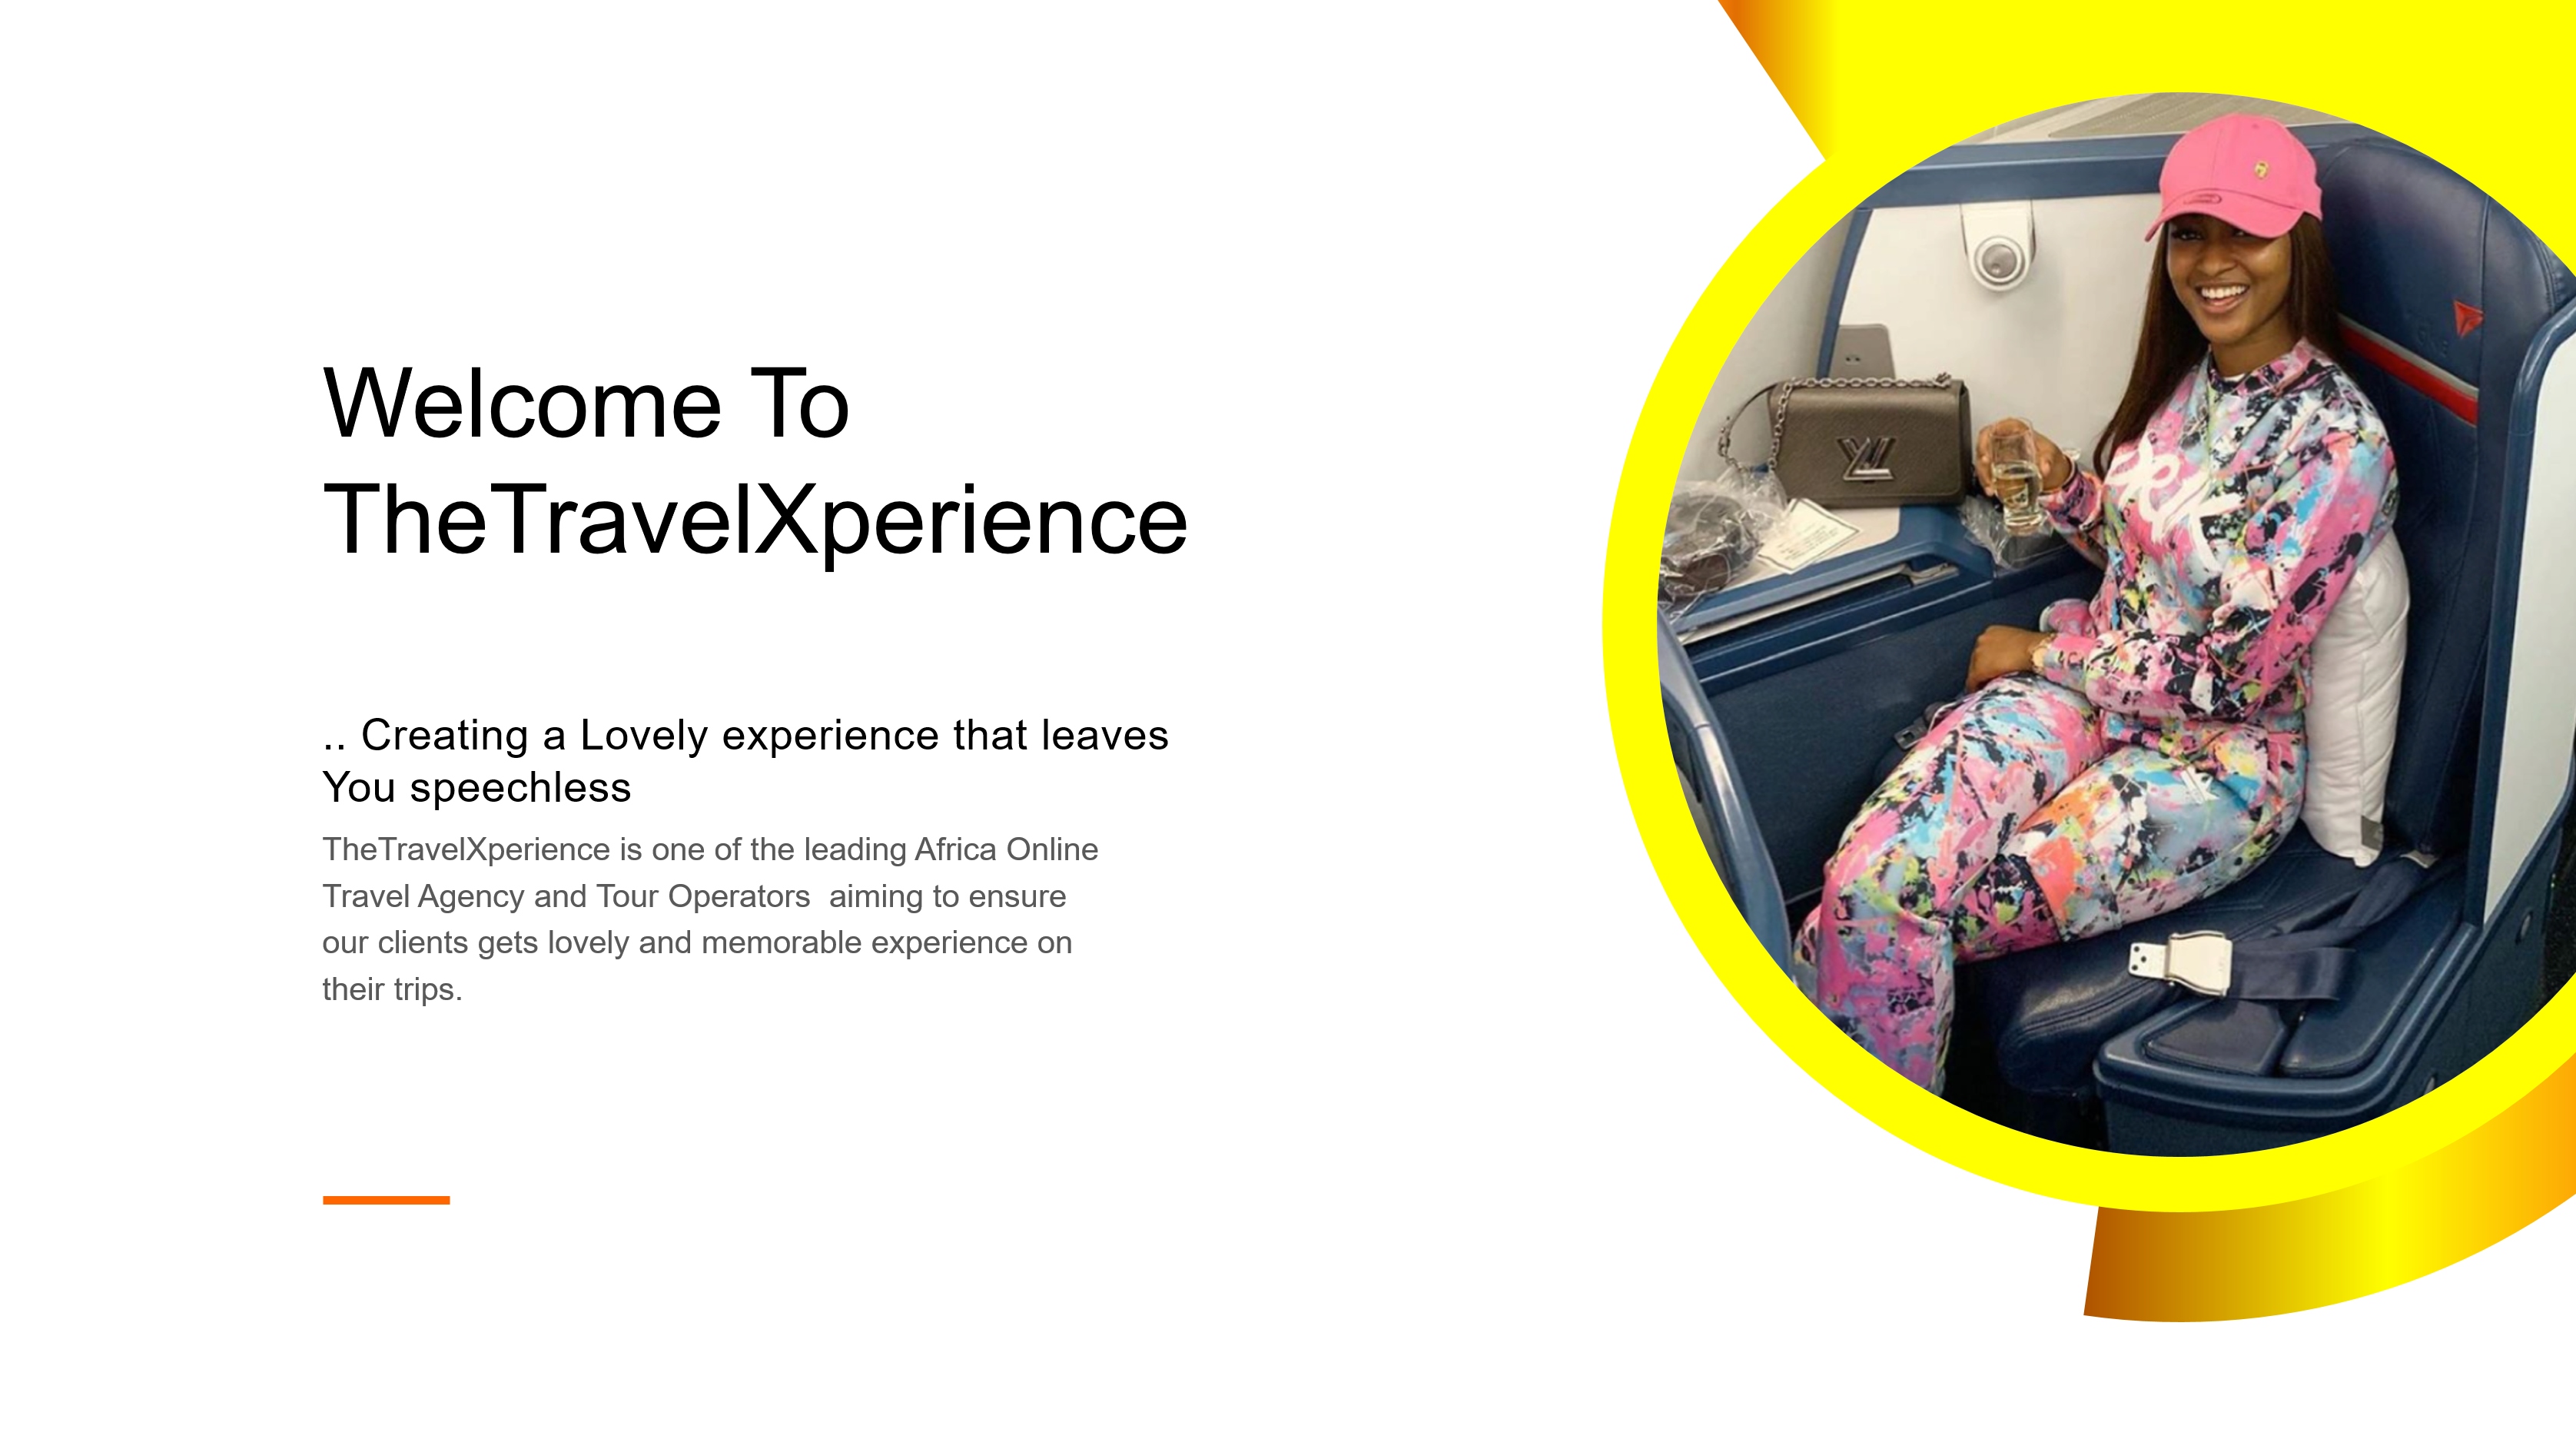 Welcome To
TheTravelXperience
.. Creating a Lovely experience that leaves
You speechless
TheTravelXperience is one of the leading Africa Online
Travel Agency and Tour Operators  aiming to ensure
our clients gets lovely and memorable experience on
their trips.